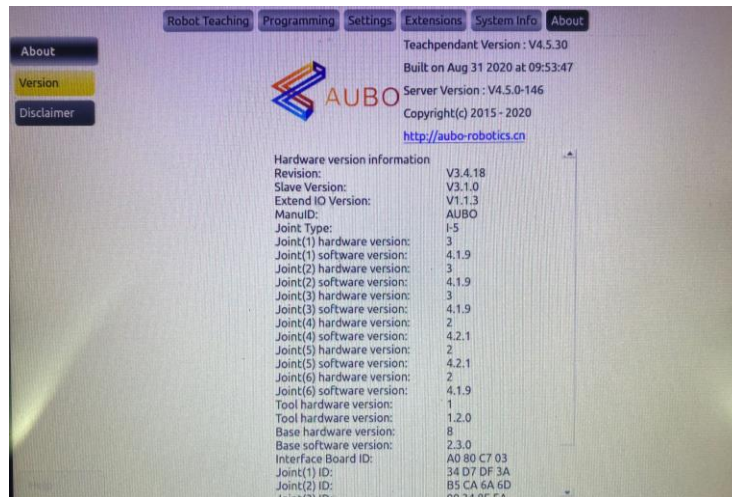 Robot Teaching Programming Settings Extensions System Info About
About
Version
Disclaimer
AUBO
Teachpendant Version : V4.5.30
Built on Aug 31 2020 at 09:53:47
Server Version : V4.5.0-146
Copyright(c) 2015 - 2020
http://aubo-robotics.cn
Hardware version information
Revision: V3.4.18
Slave Version: V3.1.0
Extend IO Version: V1.1.3
ManuID: AUBO
Joint Type: I-5
Joint(1) hardware version: 3
Joint(1) software version: 4.1.9
Joint(2) hardware version: 3
Joint(2) software version: 4.1.9
Joint(3) hardware version: 3
Joint(3) software version: 4.1.9
Joint(4) hardware version: 2
Joint(4) software version: 4.2.1
Joint(5) hardware version: 2
Joint(5) software version: 4.2.1
Joint(6) hardware version: 2
Joint(6) software version: 4.1.9
Tool hardware version: 1
Tool hardware version: 1.2.0
Base hardware version: 8
Base software version: 2.3.0
Interface Board ID: A0 80 C7 03
Joint(1) ID: 34 D7 DF 3A
Joint(2) ID: B5 CA 6A 6D